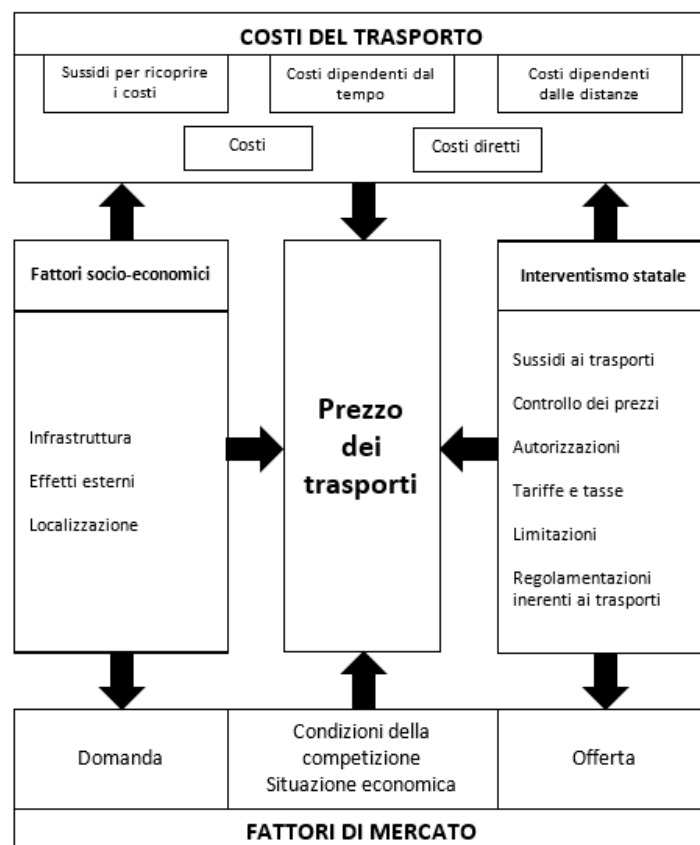 COSTI DEL TRASPORTO
Sussidi per ricoprire
i costi
Costi dipendenti dal
tempo
Costi dipendenti
dalle distanze
Costi
Costi diretti
Fattori socio-economici
Infrastruttura
Effetti esterni
Localizzazione
Prezzo
dei
trasporti
Interventismo statale
Sussidi ai trasporti
Controllo dei prezzi
Autorizzazioni
Tariffe e tasse
Limitazioni
Regolamentazioni
inerenti ai trasporti
Domanda
Condizioni della
competizione
Situazione economica
Offerta
FATTORI DI MERCATO